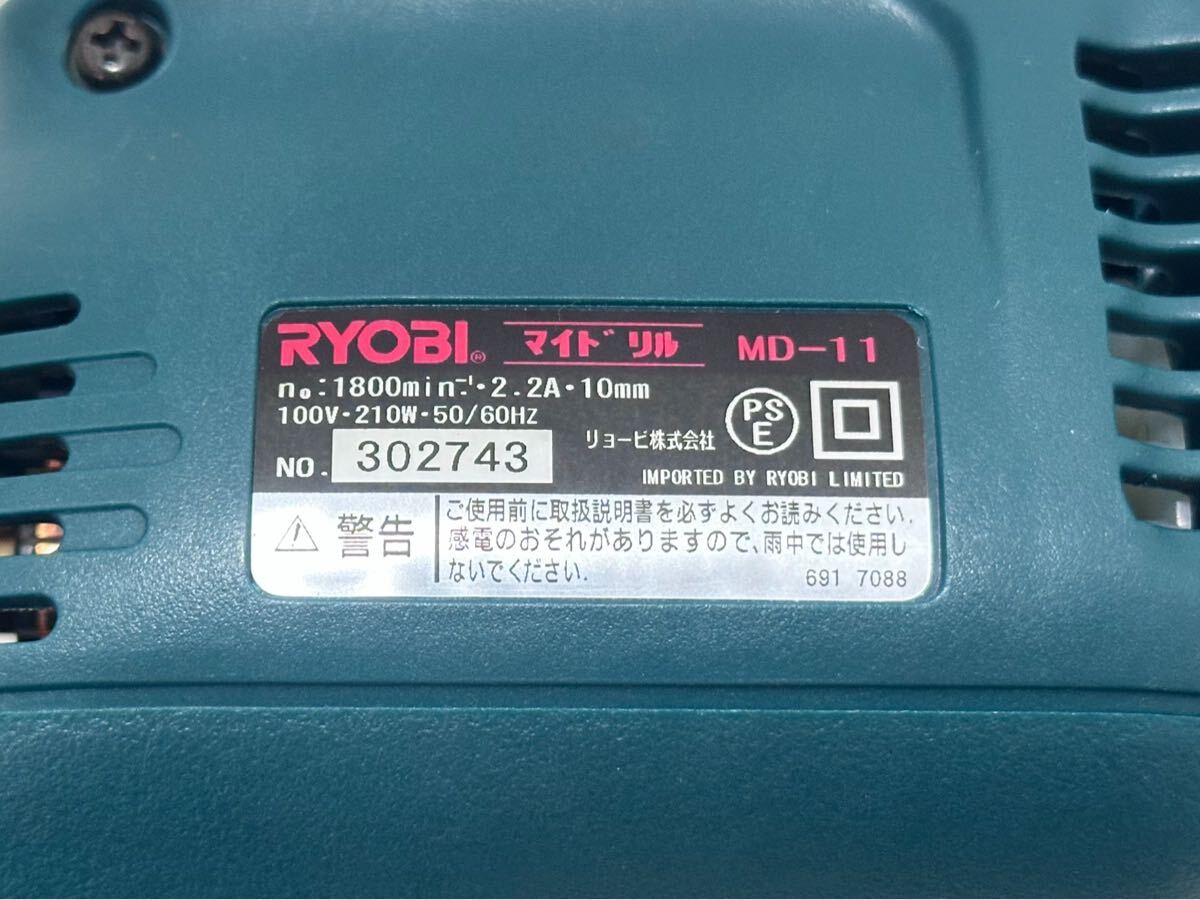 RYOBI® マイドリル MD-11
n₀:1800min⁻¹・2.2A・10mm
100V・210W・50/60HZ
PS
E
リョービ株式会社
NO. 302743
IMPORTED BY RYOBI LIMITED
警告
ご使用前に取扱説明書を必ずよくお読みください.
感電のおそれがありますので、雨中では使用し
ないでください.
691 7088